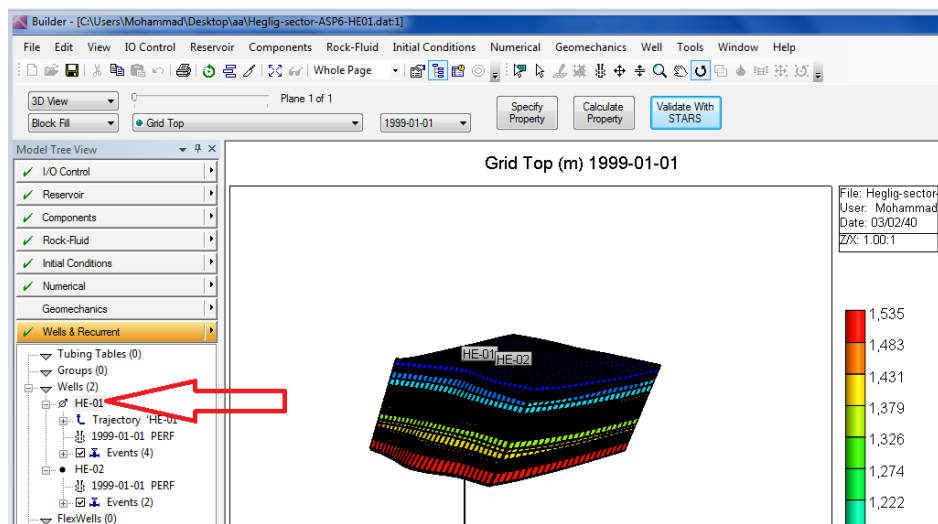 Builder - [C:\Users\Mohammad\Desktop\aa\Heglig-sector-ASP6-HE01.dat:1]
File Edit View IO Control Reservoir Components Rock-Fluid Initial Conditions Numerical Geomechanics Well Tools Window Help
Whole Page
3D View
Plane 1 of 1
Block Fill
Grid Top
1999-01-01
Specify Property
Calculate Property
Validate With STARS
Model Tree View
I/O Control
Reservoir
Components
Rock-Fluid
Initial Conditions
Numerical
Geomechanics
Wells & Recurrent
Tubing Tables (0)
Groups (0)
Wells (2)
HE-01
Trajectory 'HE-01
1999-01-01 PERF
Events (4)
HE-02
1999-01-01 PERF
Events (2)
FlexWells (0)
Grid Top (m) 1999-01-01
HE-01
HE-02
File: Heglig-sector-
User: Mohammad
Date: 03/02/40
Z/X: 1.00:1
1,535
1,483
1,431
1,379
1,326
1,274
1,222